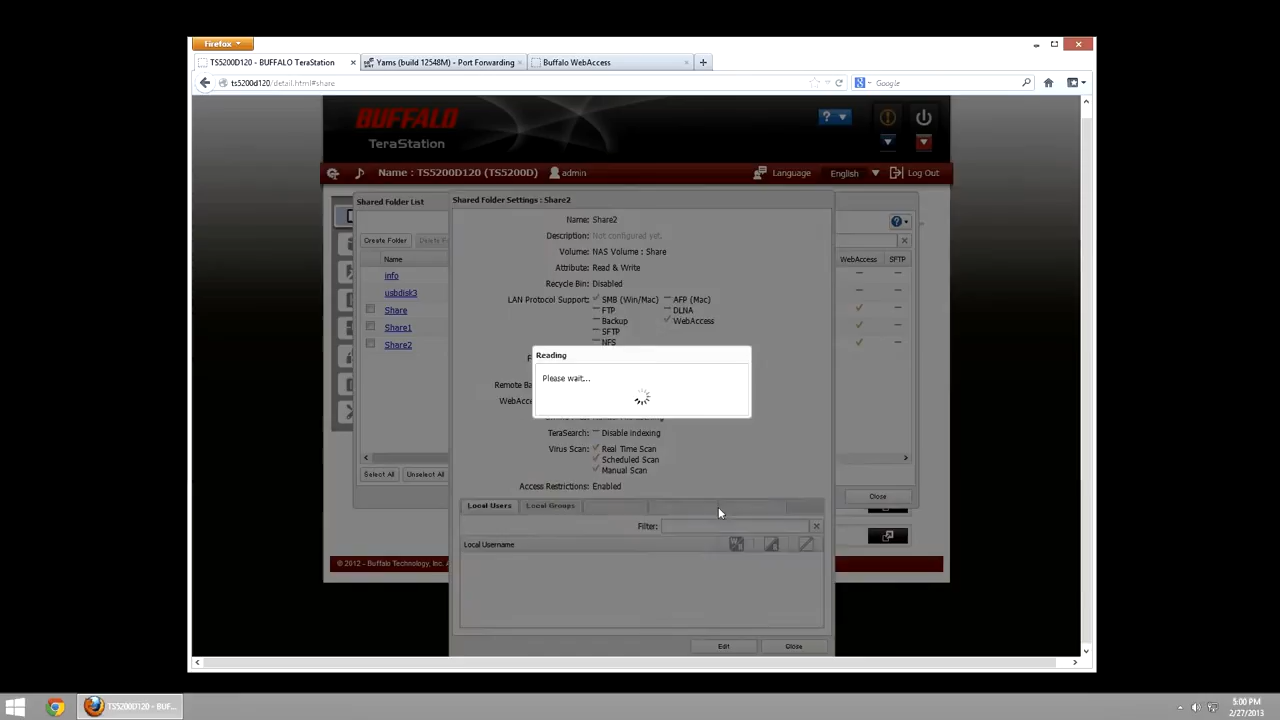 Firefox
TS5200D120 - BUFFALO TeraStation
Yams (build 12548M) - Port Forwarding
Buffalo WebAccess
ts5200d120/detail.html#share
Google
BUFFALO
TeraStation
?
Name : TS5200D120 (TS5200D)
admin
Language
English
Log Out
Shared Folder List
Create Folder
Name
info
usbdisk3
Share
Share1
Share2
Select All
Unselect All
Shared Folder Settings : Share2
Name: Share2
Description: Not configured yet.
Volume: NAS Volume : Share
Attribute: Read & Write
Recycle Bin: Disabled
LAN Protocol Support: SMB (Win/Mac) AFP (Mac)
FTP DLNA
Backup WebAccess
SFTP
NFS
Reading
Please wait...
TeraSearch: Disable Indexing
Virus Scan: Real Time Scan
Scheduled Scan
Manual Scan
Access Restrictions: Enabled
Local Users Local Groups
Filter:
Local Username
Edit Close
WebAccess SFTP
Close
© 2012 - Buffalo Technology, Inc.
TS5200D120 - BUF...
5:00 PM
2/27/2013